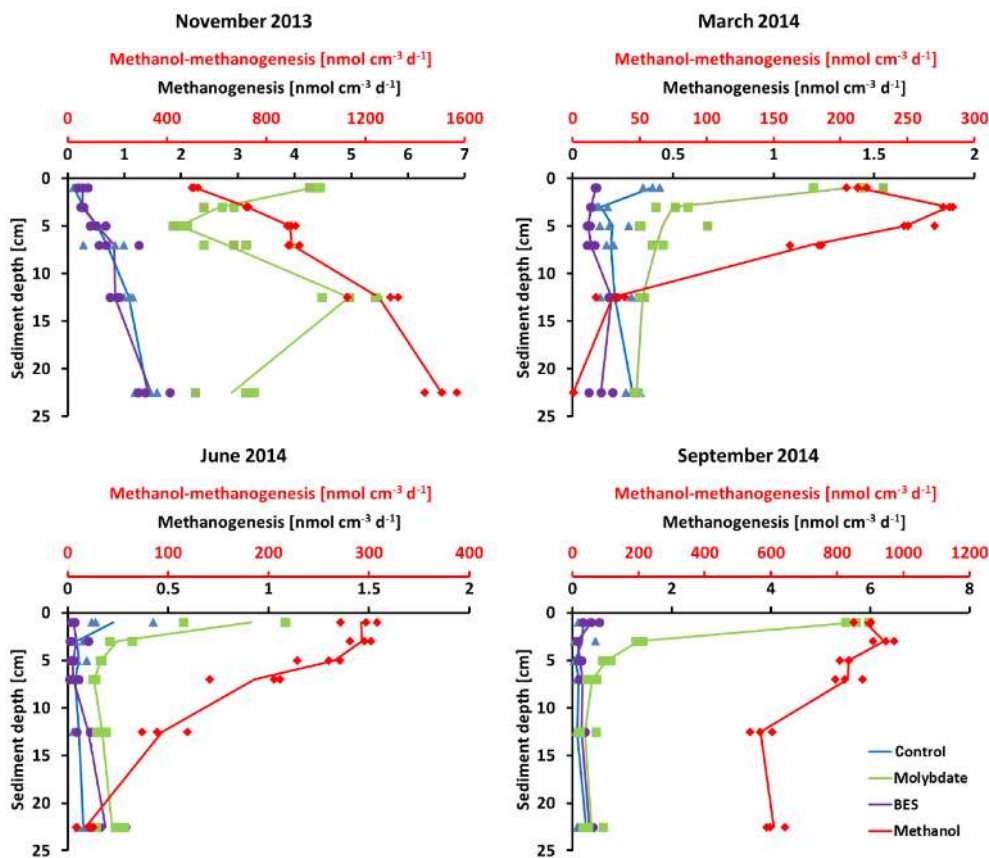 November 2013
Methanol-methanogenesis [nmol cm⁻³ d⁻¹]
Methanogenesis [nmol cm⁻³ d⁻¹]
0 400 800 1200 1600
0 1 2 3 4 5 6 7
0
5
10
15
20
25
Sediment depth [cm]
March 2014
Methanol-methanogenesis [nmol cm⁻³ d⁻¹]
Methanogenesis [nmol cm⁻³ d⁻¹]
0 50 100 150 200 250 300
0 0.5 1 1.5 2
0
5
10
15
20
25
Sediment depth [cm]
June 2014
Methanol-methanogenesis [nmol cm⁻³ d⁻¹]
Methanogenesis [nmol cm⁻³ d⁻¹]
0 100 200 300 400
0 0.5 1 1.5 2
0
5
10
15
20
25
Sediment depth [cm]
September 2014
Methanol-methanogenesis [nmol cm⁻³ d⁻¹]
Methanogenesis [nmol cm⁻³ d⁻¹]
0 200 400 600 800 1000 1200
0 2 4 6 8
0
5
10
15
20
25
Sediment depth [cm]
Control
Molybdate
BES
Methanol